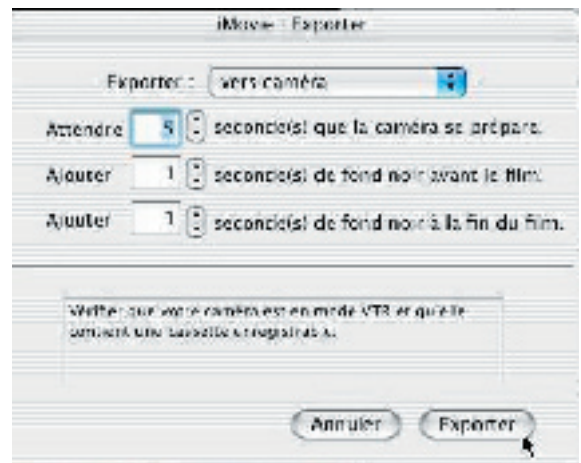 iMovie : Exporter
Exporter : vers caméra
Attendre 5 seconde(s) que la caméra se prépare.
Ajouter 1 seconde(s) de fond noir avant le film.
Ajouter 1 seconde(s) de fond noir à la fin du film.
Vérifier que votre caméra est en mode VTR et qu'elle
contient une cassette enregistrable.
Annuler Exporter